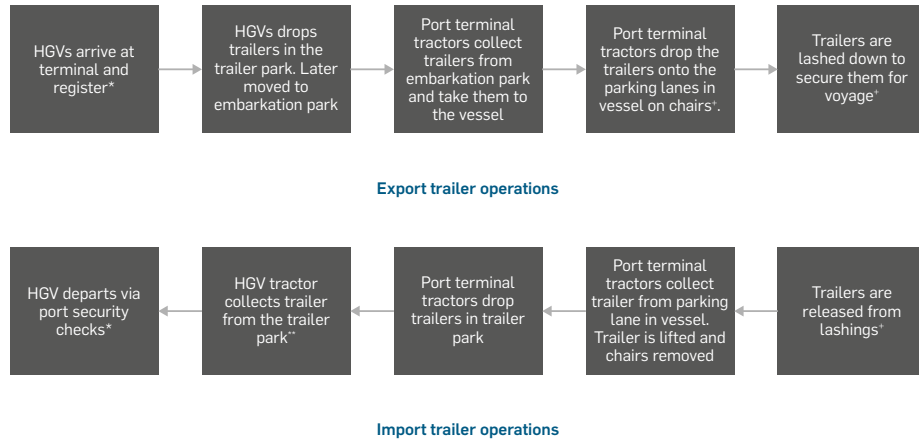 HGVs arrive at
terminal and
register*
HGVs drops
trailers in the
trailer park. Later
moved to
embarkation park
Port terminal
tractors collect
trailers from
embarkation park
and take them to
the vessel
Port terminal
tractors drop the
trailers onto the
parking lanes in
vessel on chairs⁺.
Trailers are
lashed down to
secure them for
voyage⁺
Export trailer operations
HGV departs via
port security
checks*
HGV tractor
collects trailer
from the trailer
park**
Port terminal
tractors drop
trailers in trailer
park
Port terminal
tractors collect
trailer from parking
lane in vessel.
Trailer is lifted and
chairs removed
Trailers are
released from
lashings⁺
Import trailer operations